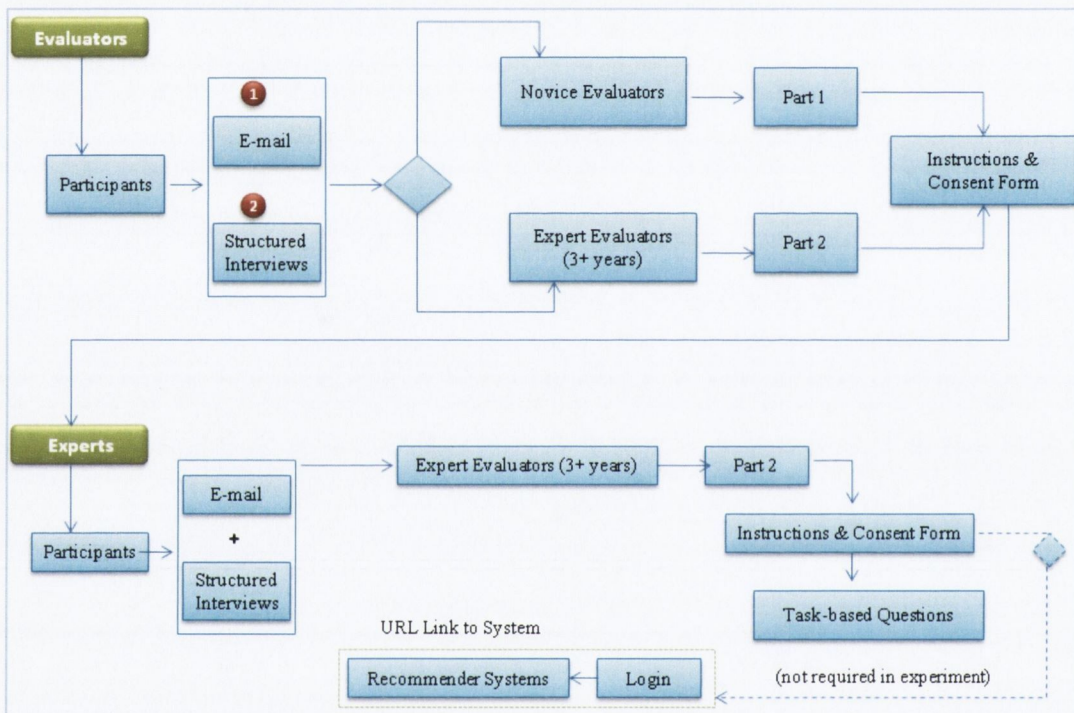 Evaluators
1
E-mail
2
Structured
Interviews
Participants
Novice Evaluators
Part 1
Expert Evaluators
(3+ years)
Part 2
Instructions &
Consent Form
Experts
Participants
E-mail
+
Structured
Interviews
Expert Evaluators (3+ years)
Part 2
Instructions & Consent Form
Task-based Questions
(not required in experiment)
URL Link to System
Recommender Systems
Login